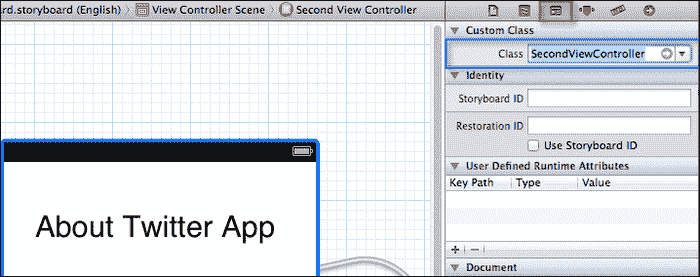 rd.storyboard (English) View Controller Scene Second View Controller
Custom Class
Class SecondViewController
Identity
Storyboard ID
Restoration ID
Use Storyboard ID
User Defined Runtime Attributes
Key Path Type Value
+ −
Document
About Twitter App